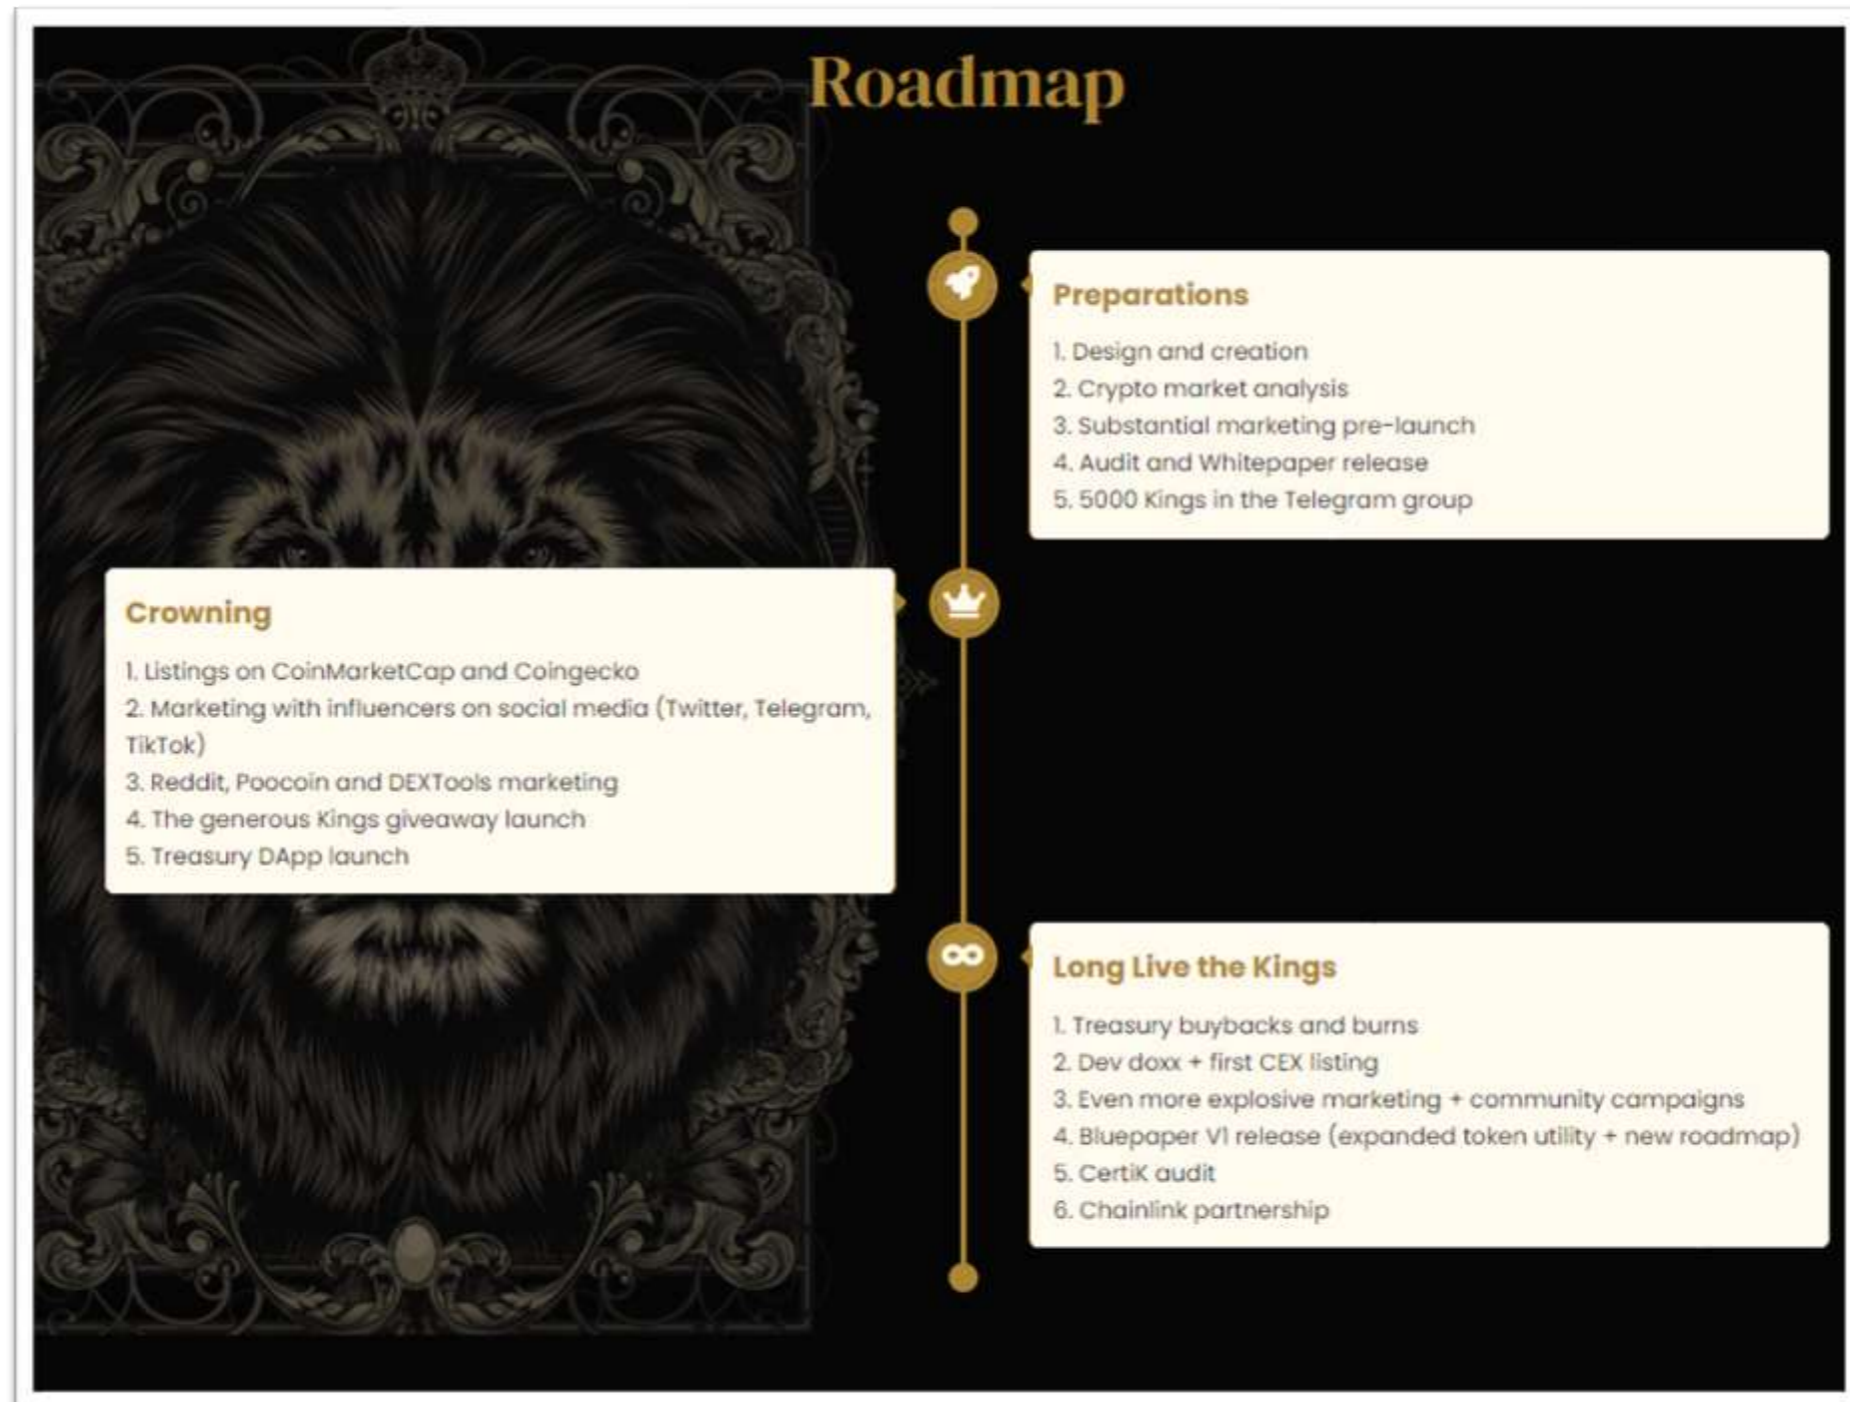 Roadmap
Preparations
1. Design and creation
2. Crypto market analysis
3. Substantial marketing pre-launch
4. Audit and Whitepaper release
5. 5000 Kings in the Telegram group
Crowning
1. Listings on CoinMarketCap and Coingecko
2. Marketing with influencers on social media (Twitter, Telegram,
TikTok)
3. Reddit, Poocoin and DEXTools marketing
4. The generous Kings giveaway launch
5. Treasury DApp launch
Long Live the Kings
1. Treasury buybacks and burns
2. Dev doxx + first CEX listing
3. Even more explosive marketing + community campaigns
4. Bluepaper V1 release (expanded token utility + new roadmap)
5. CertiK audit
6. Chainlink partnership